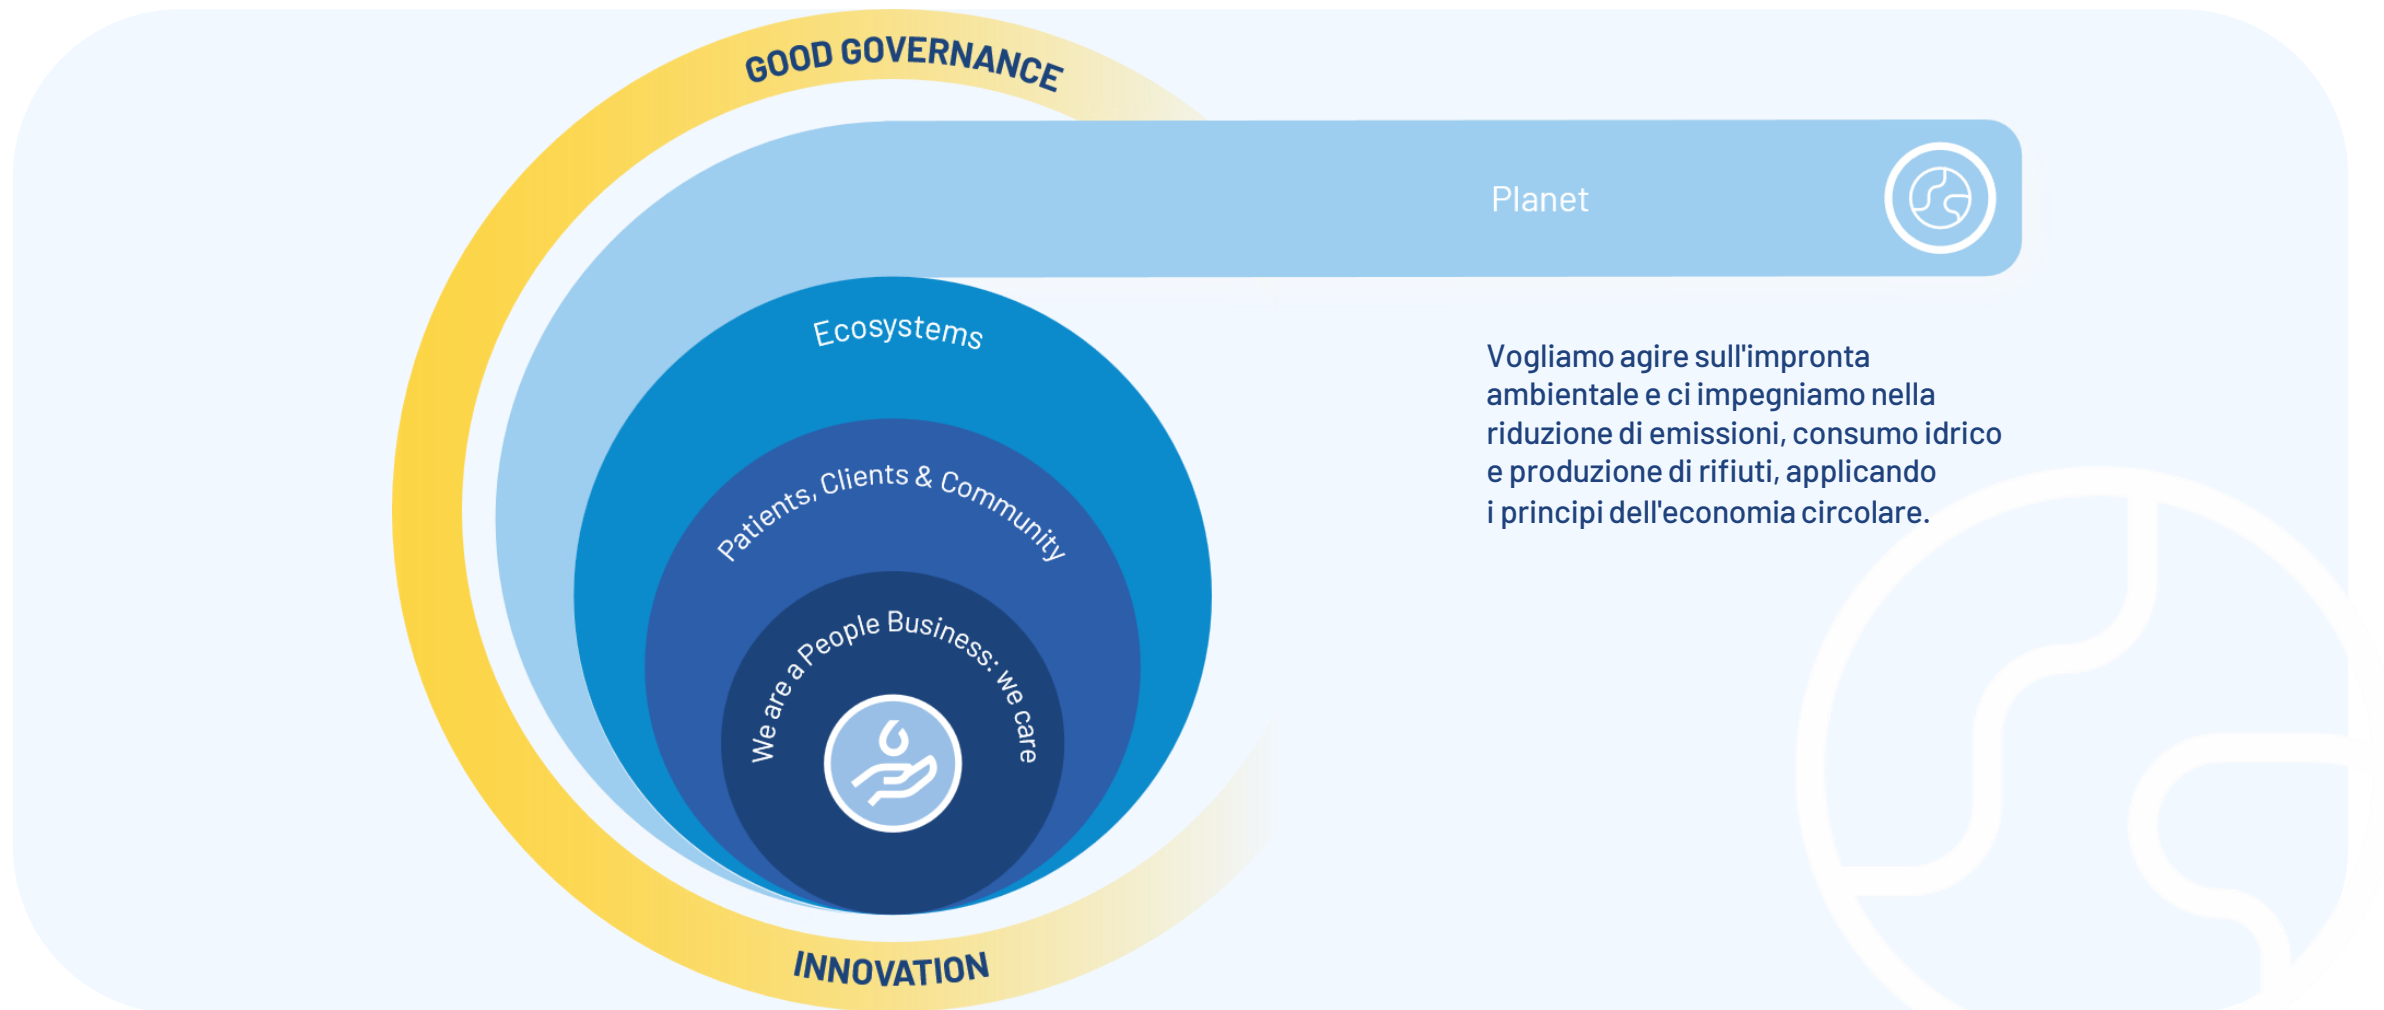 GOOD GOVERNANCE
Planet
Ecosystems
Vogliamo agire sull'impronta
ambientale e ci impegniamo nella
riduzione di emissioni, consumo idrico
e produzione di rifiuti, applicando
i principi dell'economia circolare.
Patients, Clients & Community
We are a People Business: we care
INNOVATION